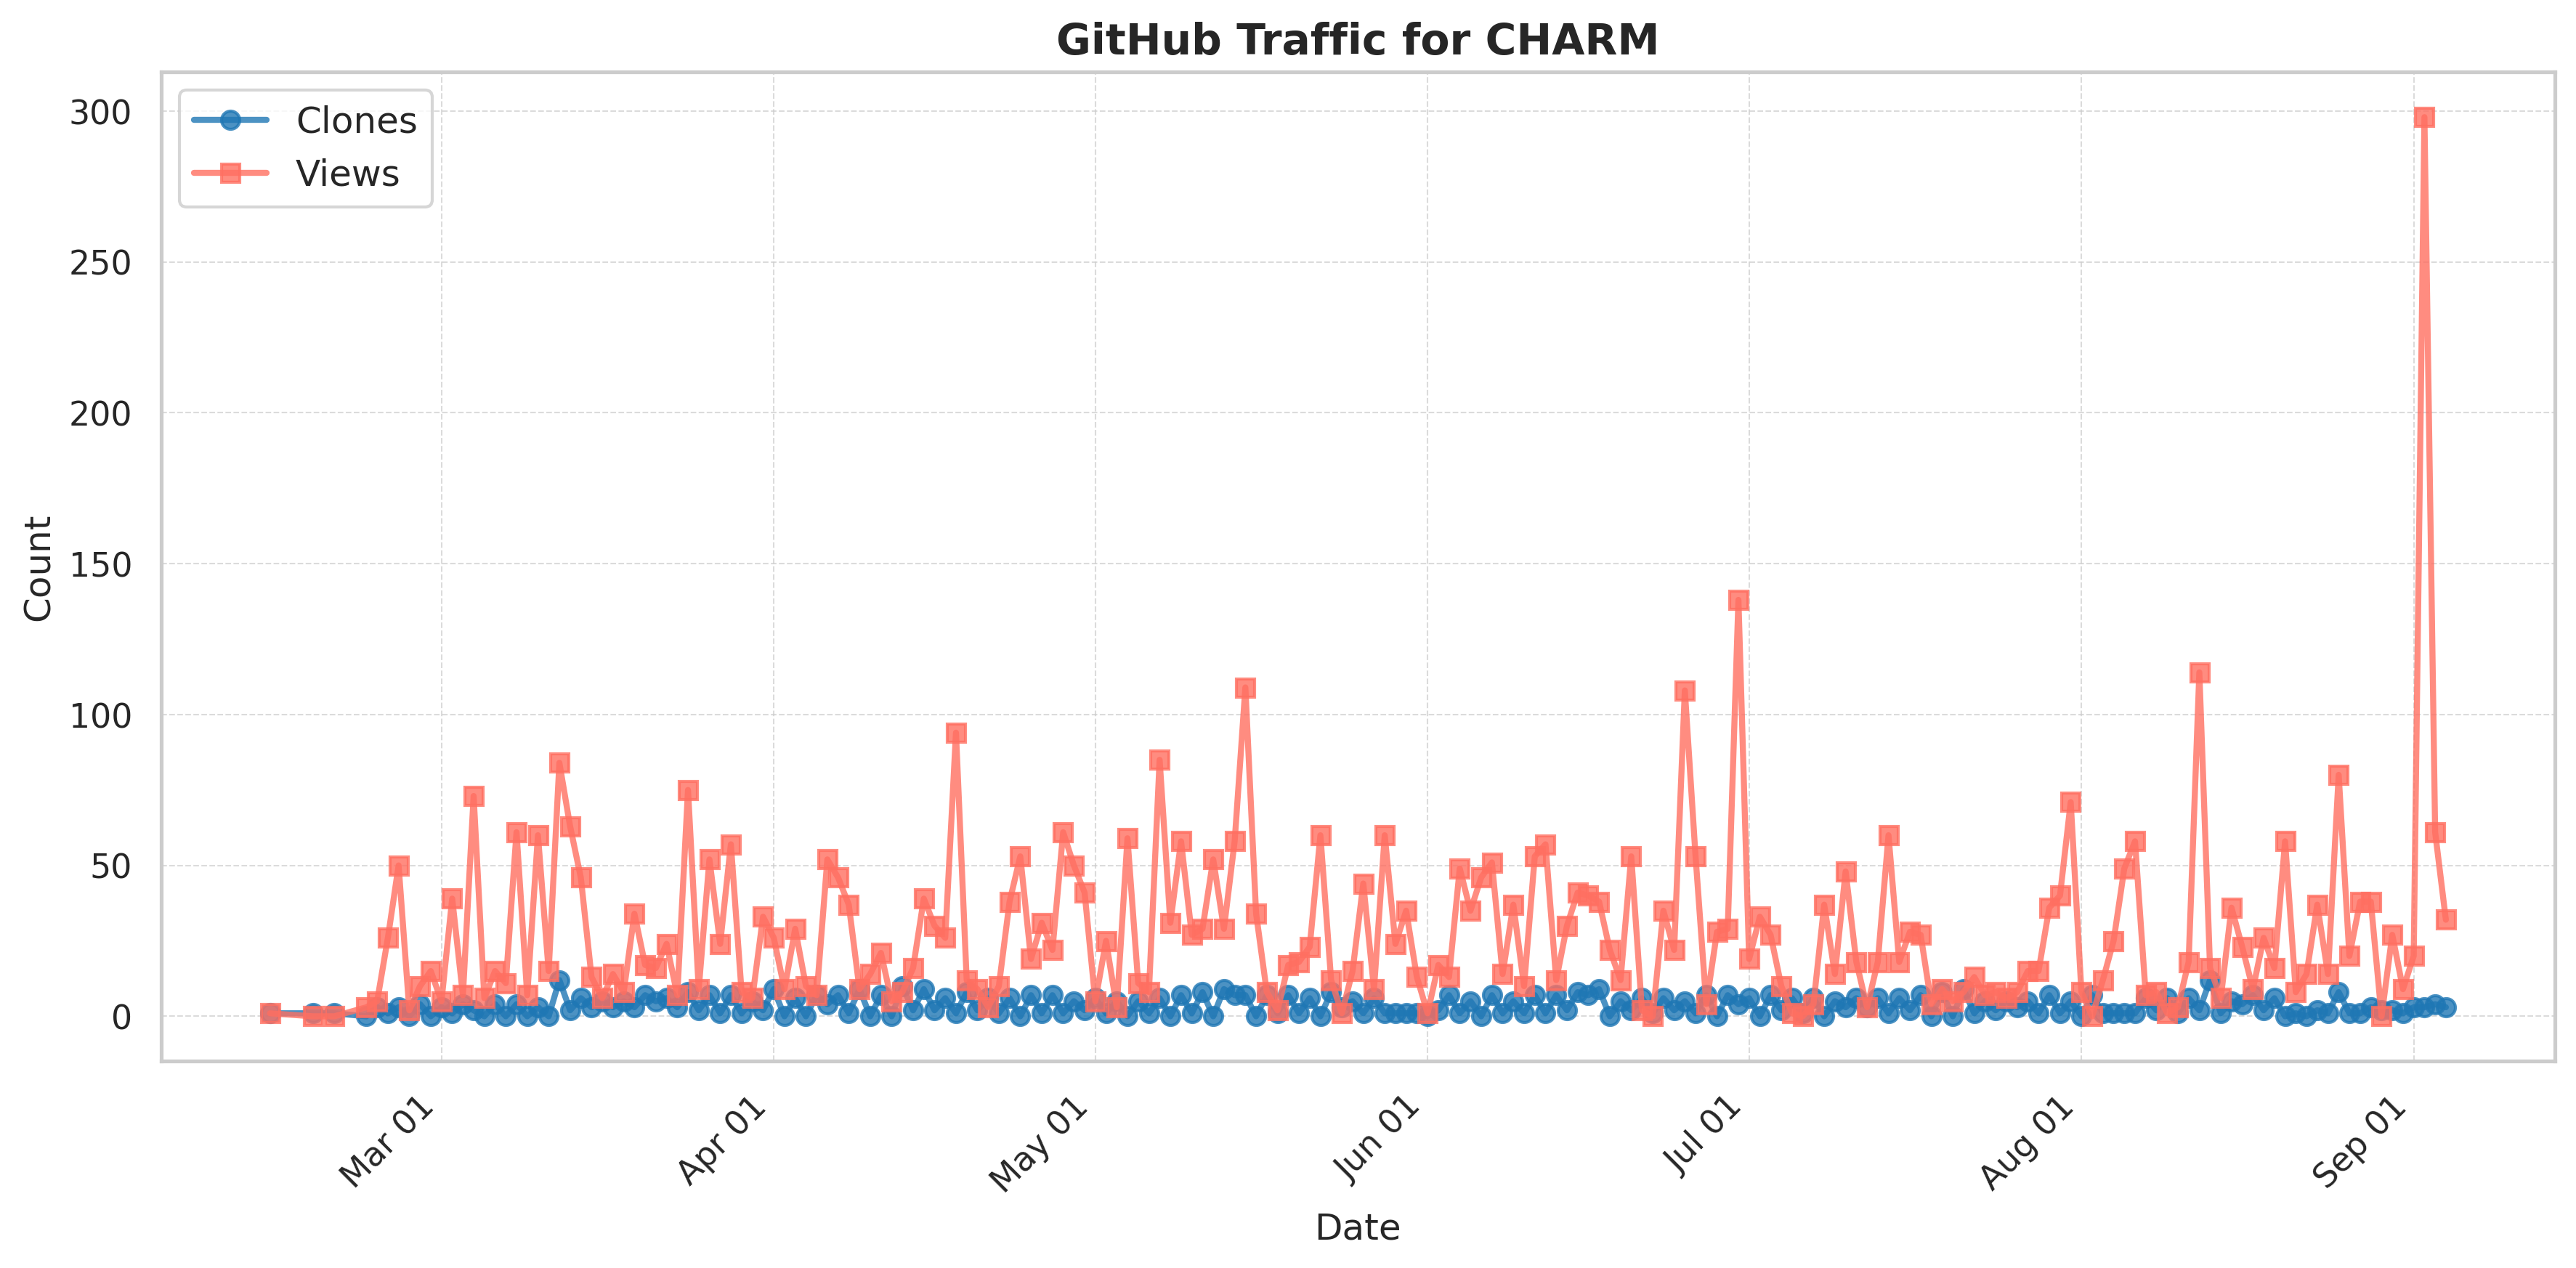 GitHub Traffic for CHARM
Clones
Views
300
250
200
150
100
50
0
Count
Mar 01
Apr 01
May 01
Jun 01
Jul 01
Aug 01
Sep 01
Date